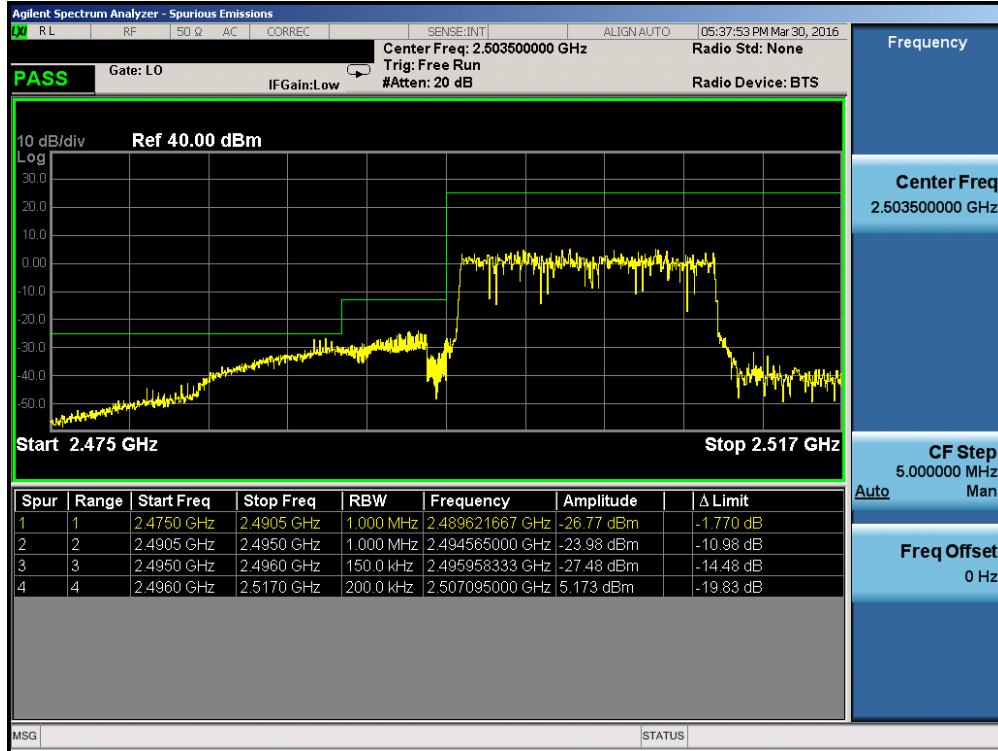 Agilent Spectrum Analyzer - Spurious Emissions
LXI RL RF 50 Ω AC CORREC SENSE:INT ALIGN AUTO 05:37:53 PM Mar 30, 2016
Center Freq: 2.503500000 GHz Radio Std: None
Trig: Free Run
PASS Gate: LO IFGain:Low #Atten: 20 dB Radio Device: BTS
10 dB/div Ref 40.00 dBm
Log
30.0
20.0
10.0
0.00
-10.0
-20.0
-30.0
-40.0
-50.0
Start 2.475 GHz Stop 2.517 GHz
Spur Range Start Freq Stop Freq RBW Frequency Amplitude Δ Limit
1 1 2.4750 GHz 2.4905 GHz 1.000 MHz 2.489621667 GHz -26.77 dBm -1.770 dB
2 2 2.4905 GHz 2.4950 GHz 1.000 MHz 2.494565000 GHz -23.98 dBm -10.98 dB
3 3 2.4950 GHz 2.4960 GHz 150.0 kHz 2.495958333 GHz -27.48 dBm -14.48 dB
4 4 2.4960 GHz 2.5170 GHz 200.0 kHz 2.507095000 GHz 5.173 dBm -19.83 dB
MSG STATUS
Frequency
Center Freq
2.503500000 GHz
CF Step
5.000000 MHz
Auto Man
Freq Offset
0 Hz